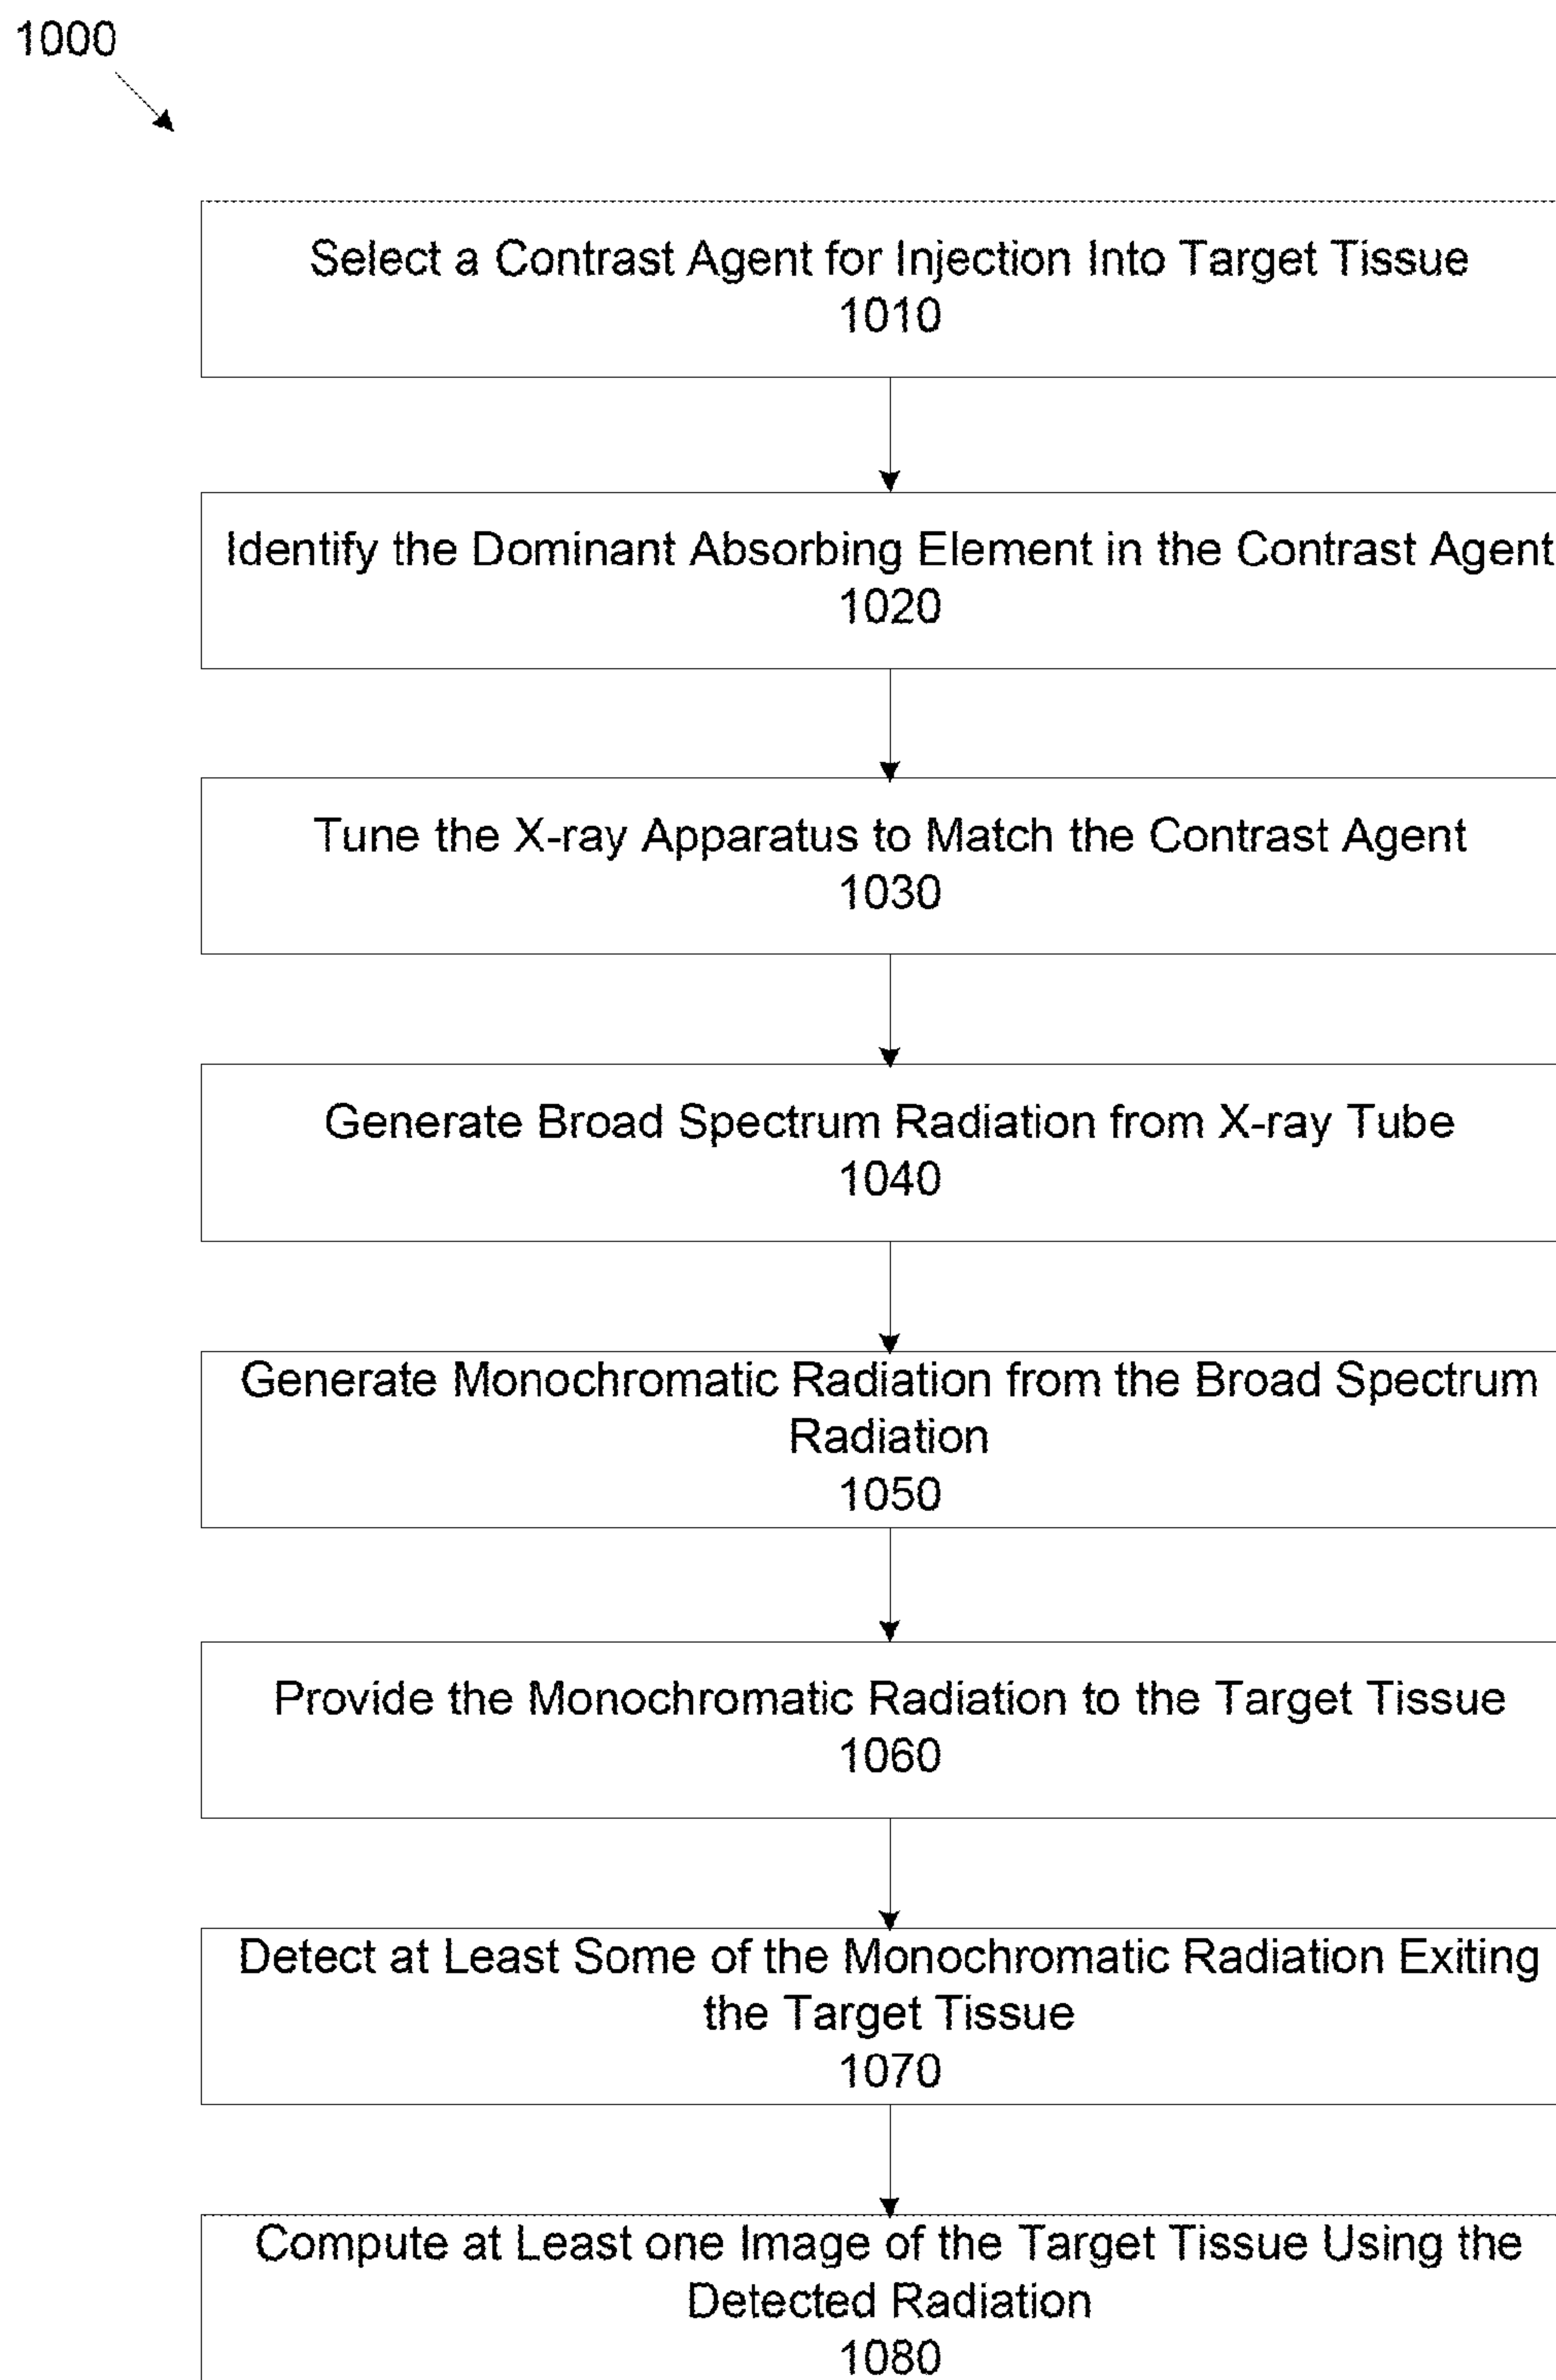 1000
Select a Contrast Agent for Injection Into Target Tissue
1010
Identify the Dominant Absorbing Element in the Contrast Agent
1020
Tune the X-ray Apparatus to Match the Contrast Agent
1030
Generate Broad Spectrum Radiation from X-ray Tube
1040
Generate Monochromatic Radiation from the Broad Spectrum
Radiation
1050
Provide the Monochromatic Radiation to the Target Tissue
1060
Detect at Least Some of the Monochromatic Radiation Exiting
the Target Tissue
1070
Compute at Least one Image of the Target Tissue Using the
Detected Radiation
1080